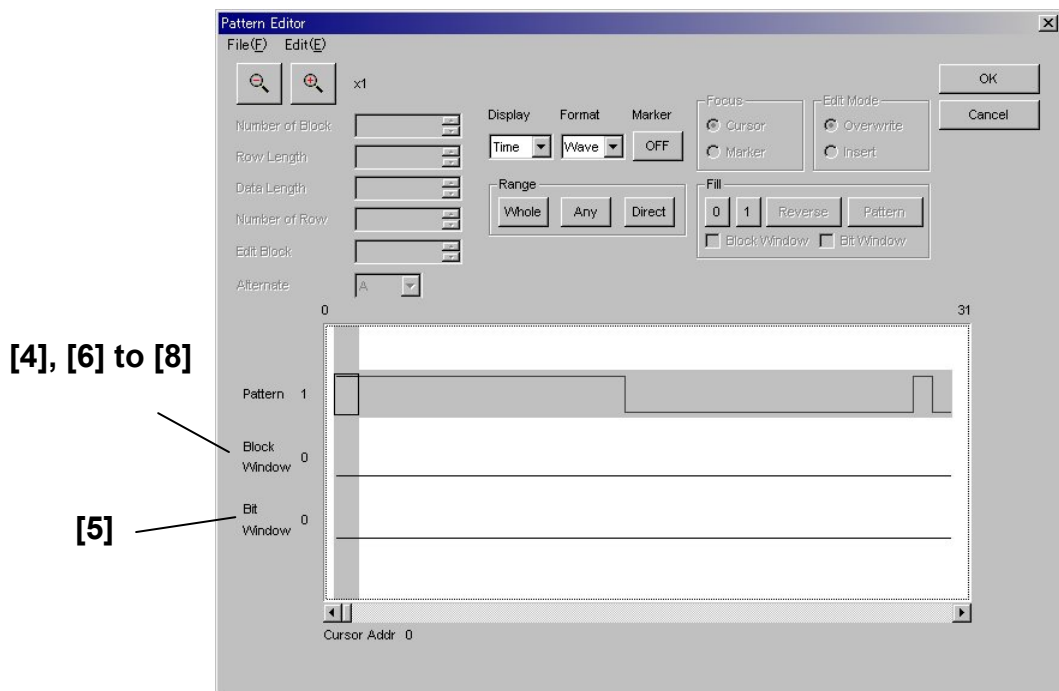 Pattern Editor
File(F) Edit(E)
x1
OK
Cancel
Number of Block
Row Length
Data Length
Number of Row
Edit Block
Alternate
A
Display Format Marker
Time Wave OFF
Range
Whole Any Direct
Focus
Cursor
Marker
Edit Mode
Overwrite
Insert
Fill
0 1 Reverse Pattern
Block Window Bit Window
0 31
[4], [6] to [8]
Pattern 1
Block
Window 0
[5]
Bit
Window 0
Cursor Addr 0